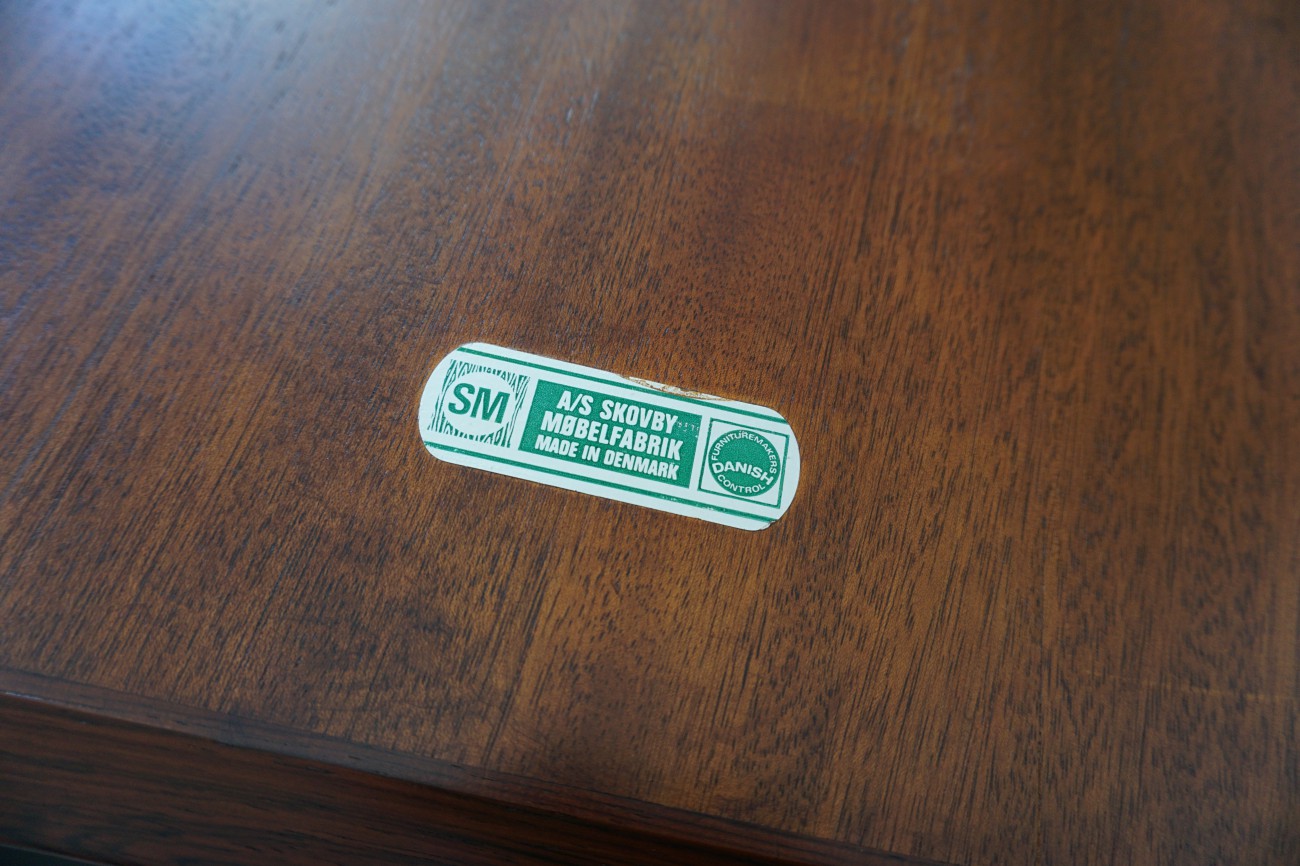 SM
A/S SKOVBY
MØBELFABRIK
MADE IN DENMARK
FURNITUREMAKERS
DANISH
CONTROL